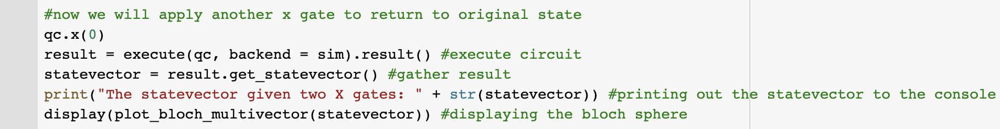 #now we will apply another x gate to return to original state
qc.x(0)
result = execute(qc, backend = sim).result() #execute circuit
statevector = result.get_statevector() #gather result
print("The statevector given two X gates: " + str(statevector)) #printing out the statevector to the console
display(plot_bloch_multivector(statevector)) #displaying the bloch sphere